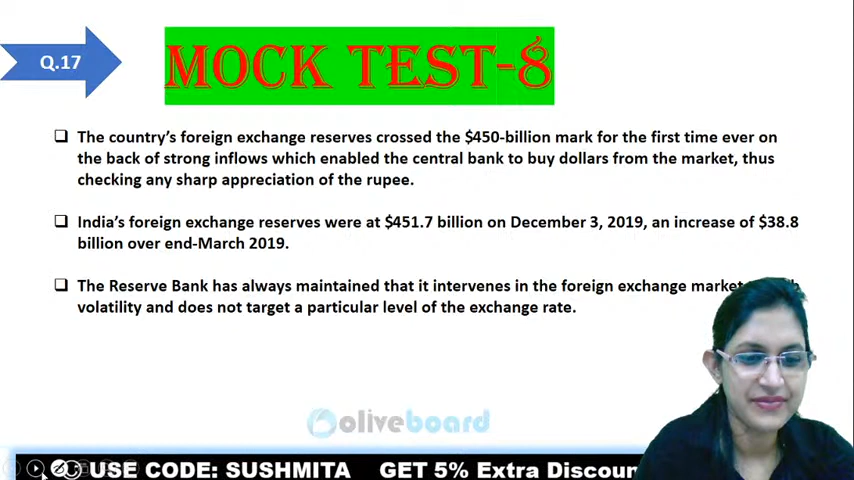 Q.17
MOCK TEST-8
The country's foreign exchange reserves crossed the $450-billion mark for the first time ever on
the back of strong inflows which enabled the central bank to buy dollars from the market, thus
checking any sharp appreciation of the rupee.
India's foreign exchange reserves were at $451.7 billion on December 3, 2019, an increase of $38.8
billion over end-March 2019.
The Reserve Bank has always maintained that it intervenes in the foreign exchange market
volatility and does not target a particular level of the exchange rate.
oliveboard
USE CODE: SUSHMITA GET 5% Extra Discoun